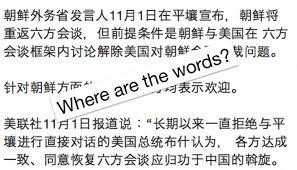 朝鲜外务省发言人11月1日在平壤宣布，朝鲜将
重返六方会谈，但前提条件是朝鲜与美国在 六方
会谈框架内讨论解除美国对朝鲜 裁问题。
Where are the words?
针对朝鲜方面 均表示欢迎。
美联社11月1日报道说：“长期以来一直拒绝与平
壤进行直接对话的美国总统布什认为， 各方达成
一致、同意恢复六方会谈应归功于中国的斡旋。